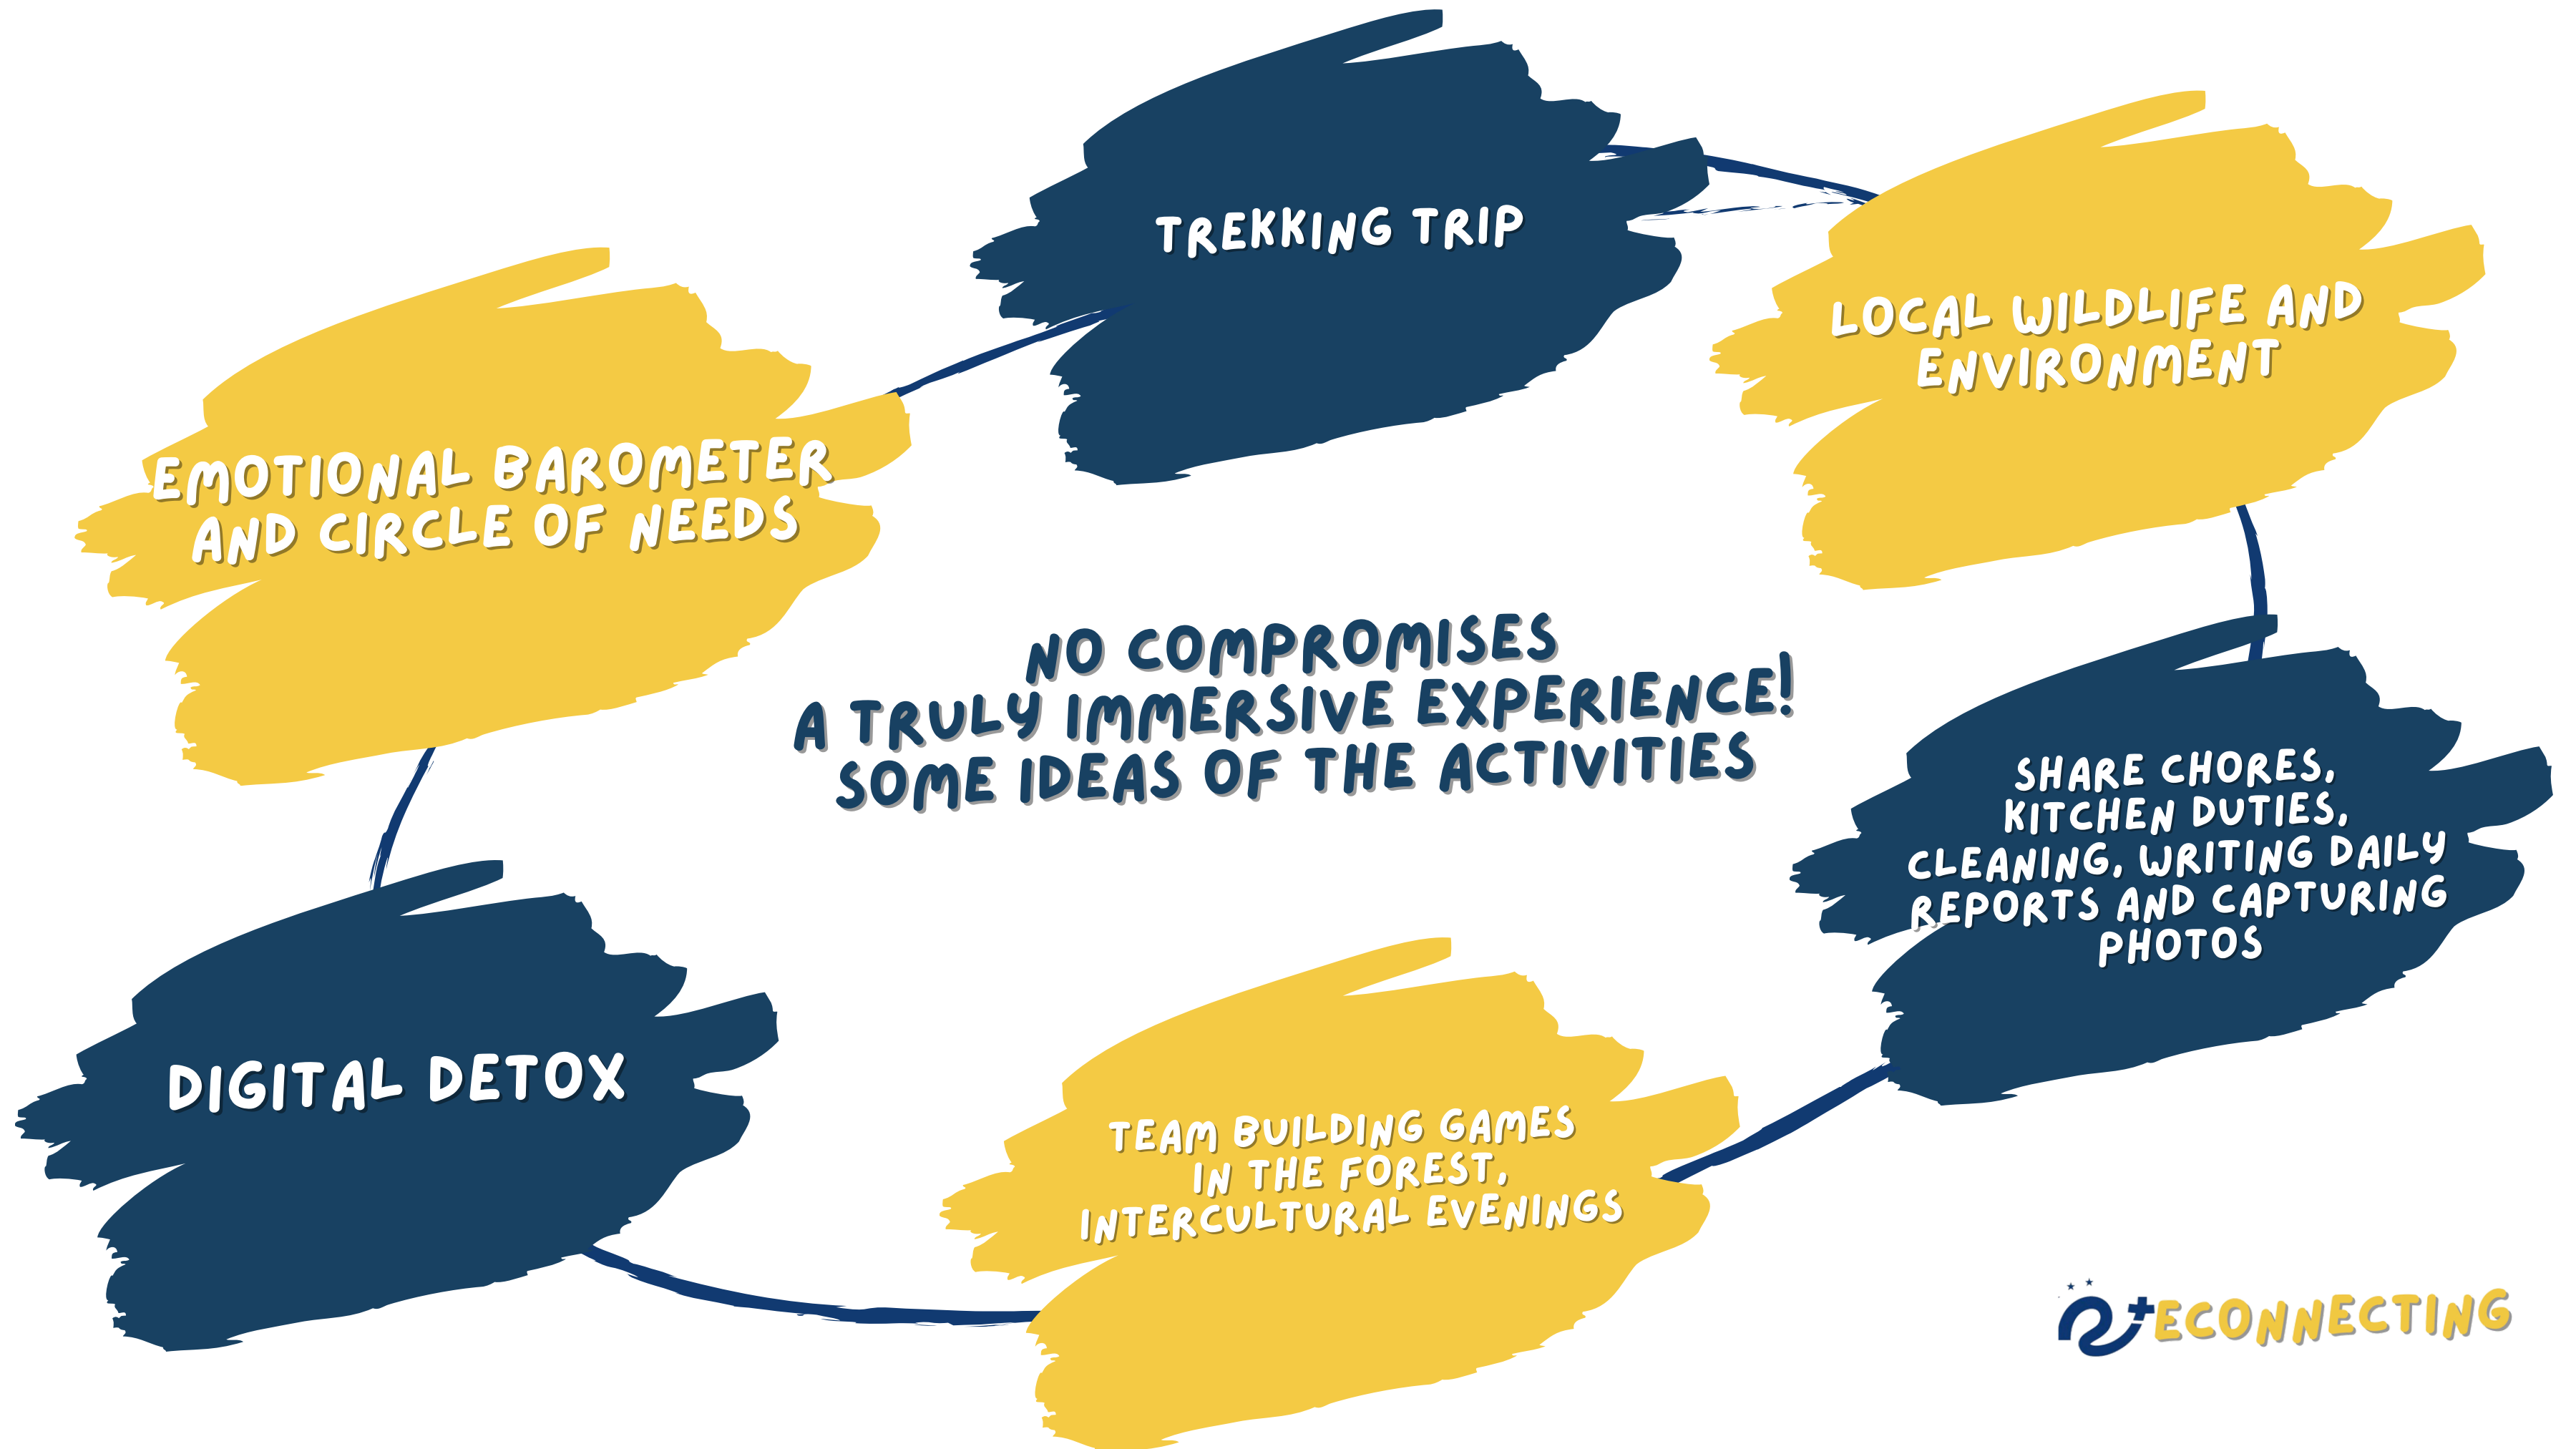 TREKKING TRIP
LOCAL WILDLIFE AND
ENVIRONMENT
EMOTIONAL BAROMETER
AND CIRCLE OF NEEDS
NO COMPROMISES
A TRULY IMMERSIVE EXPERIENCE!
SOME IDEAS OF THE ACTIVITIES
SHARE CHORES,
KITCHEN DUTIES,
CLEANING, WRITING DAILY
REPORTS AND CAPTURING
PHOTOS
DIGITAL DETOX
TEAM BUILDING GAMES
IN THE FOREST,
INTERCULTURAL EVENINGS
ECONNECTING